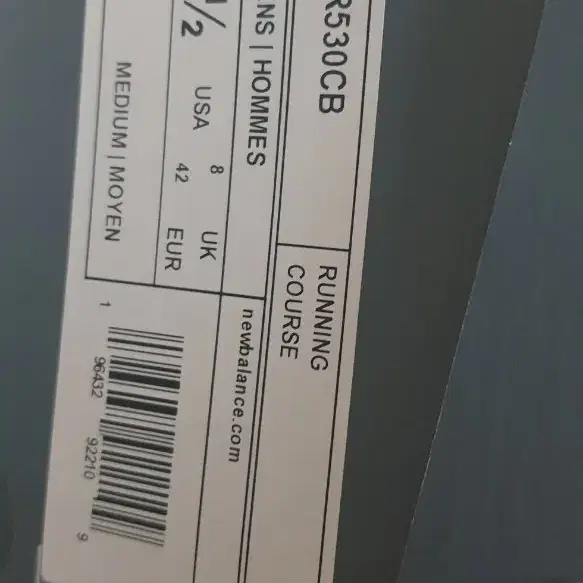 R530CB
RUNNING
COURSE
NS | HOMMES
newbalance.com
1/2 USA 8 UK
42 EUR
MEDIUM | MOYEN
1 96432 92210 9